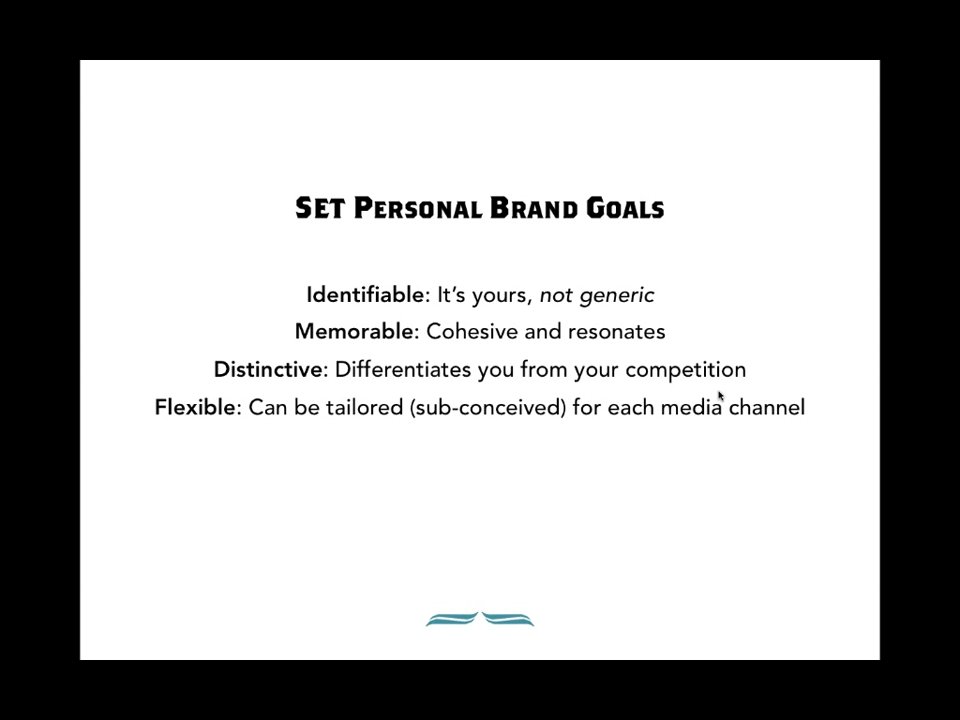 SET PERSONAL BRAND GOALS
Identifiable: It’s yours, not generic
Memorable: Cohesive and resonates
Distinctive: Differentiates you from your competition
Flexible: Can be tailored (sub-conceived) for each media channel